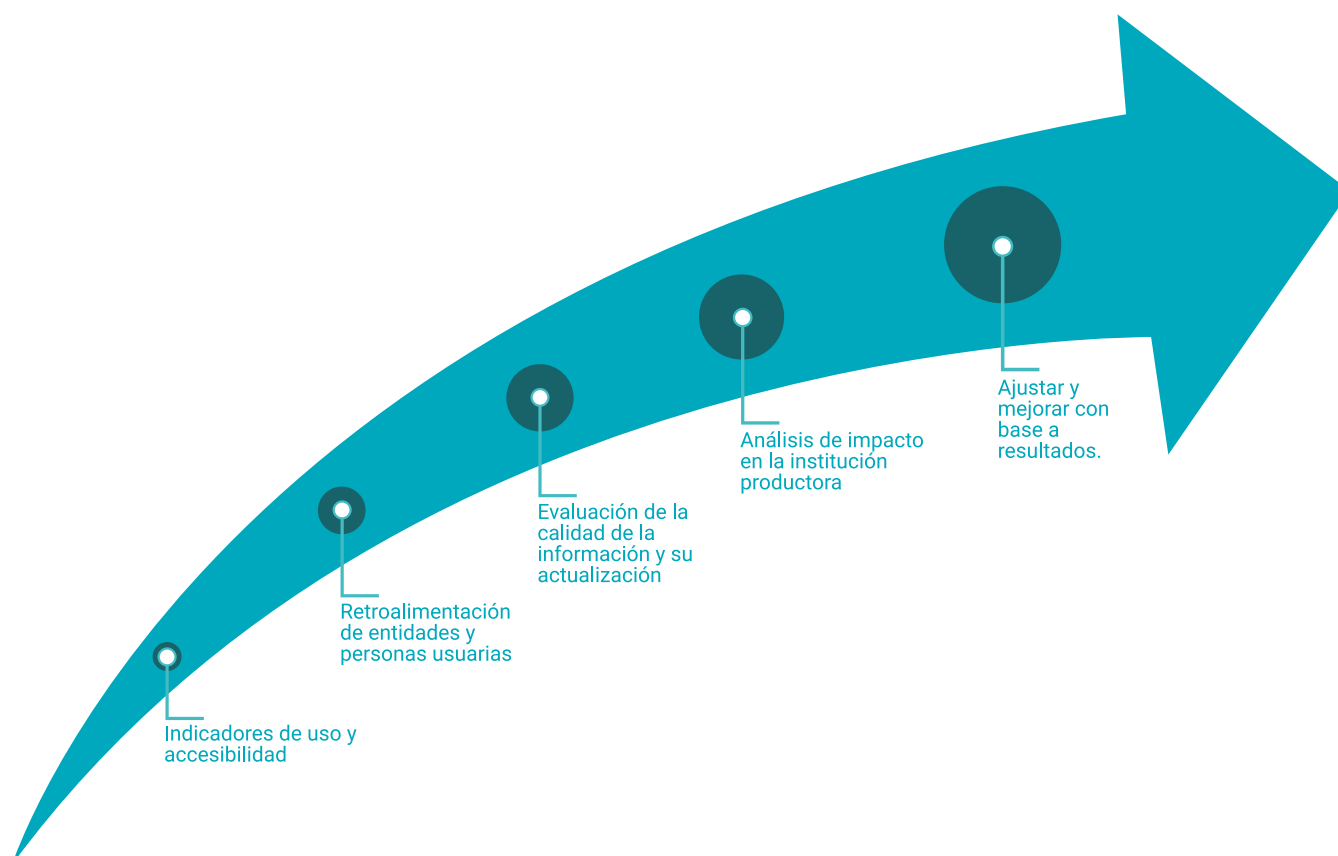 Indicadores de uso y
accesibilidad
Retroalimentación
de entidades y
personas usuarias
Evaluación de la
calidad de la
información y su
actualización
Análisis de impacto
en la institución
productora
Ajustar y
mejorar con
base a
resultados.